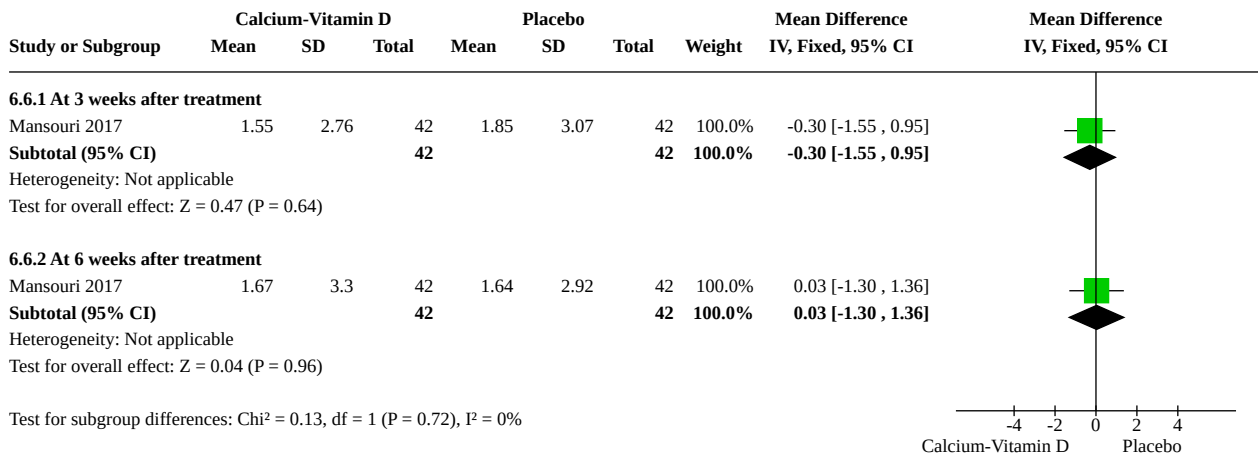 Calcium-Vitamin D Placebo Mean Difference Mean Difference
Study or Subgroup Mean SD Total Mean SD Total Weight IV, Fixed, 95% CI IV, Fixed, 95% CI
6.6.1 At 3 weeks after treatment
Mansouri 2017 1.55 2.76 42 1.85 3.07 42 100.0% -0.30 [-1.55 , 0.95]
Subtotal (95% CI) 42 42 100.0% -0.30 [-1.55 , 0.95]
Heterogeneity: Not applicable
Test for overall effect: Z = 0.47 (P = 0.64)
6.6.2 At 6 weeks after treatment
Mansouri 2017 1.67 3.3 42 1.64 2.92 42 100.0% 0.03 [-1.30 , 1.36]
Subtotal (95% CI) 42 42 100.0% 0.03 [-1.30 , 1.36]
Heterogeneity: Not applicable
Test for overall effect: Z = 0.04 (P = 0.96)
Test for subgroup differences: Chi² = 0.13, df = 1 (P = 0.72), I² = 0%
-4 -2 0 2 4
Calcium-Vitamin D Placebo